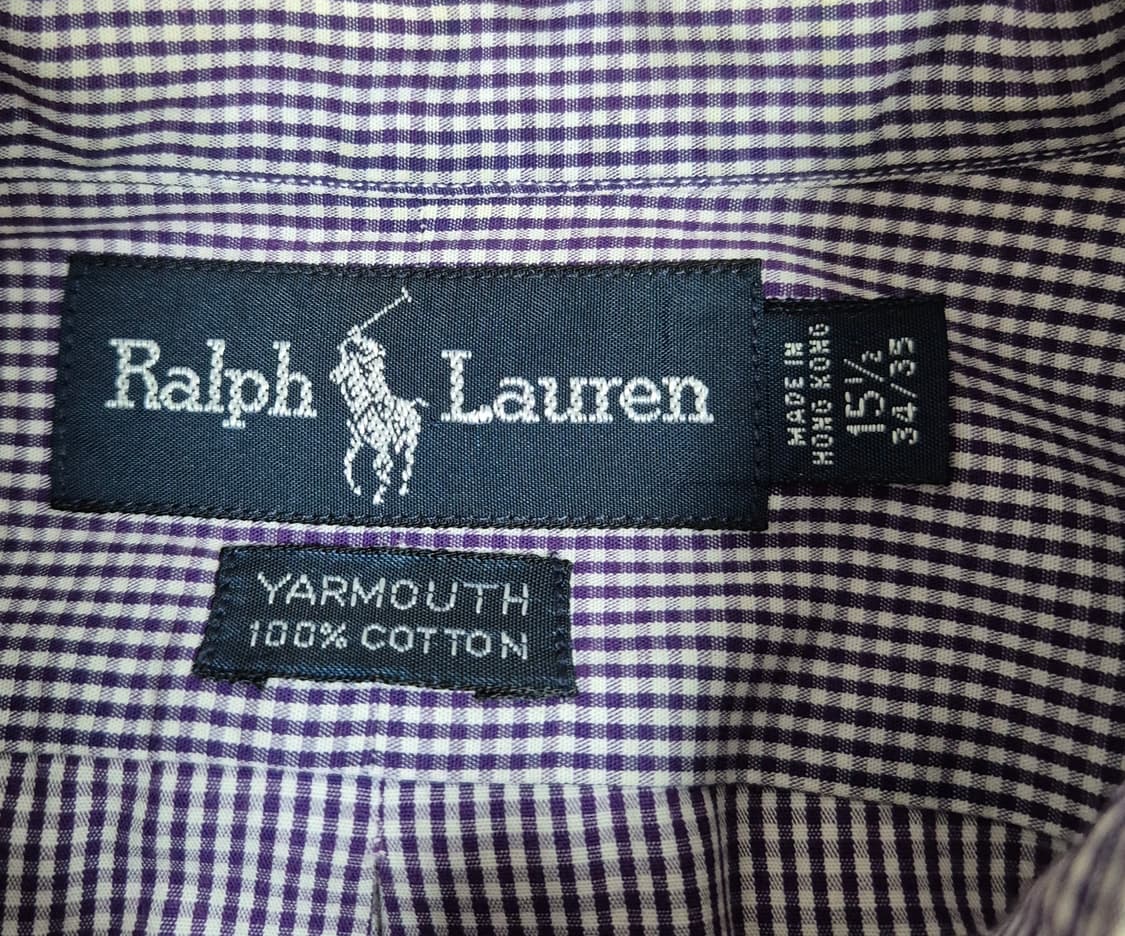 Ralph Lauren
MADE IN
HONG KONG
15½
34/35
YARMOUTH
100% COTTON